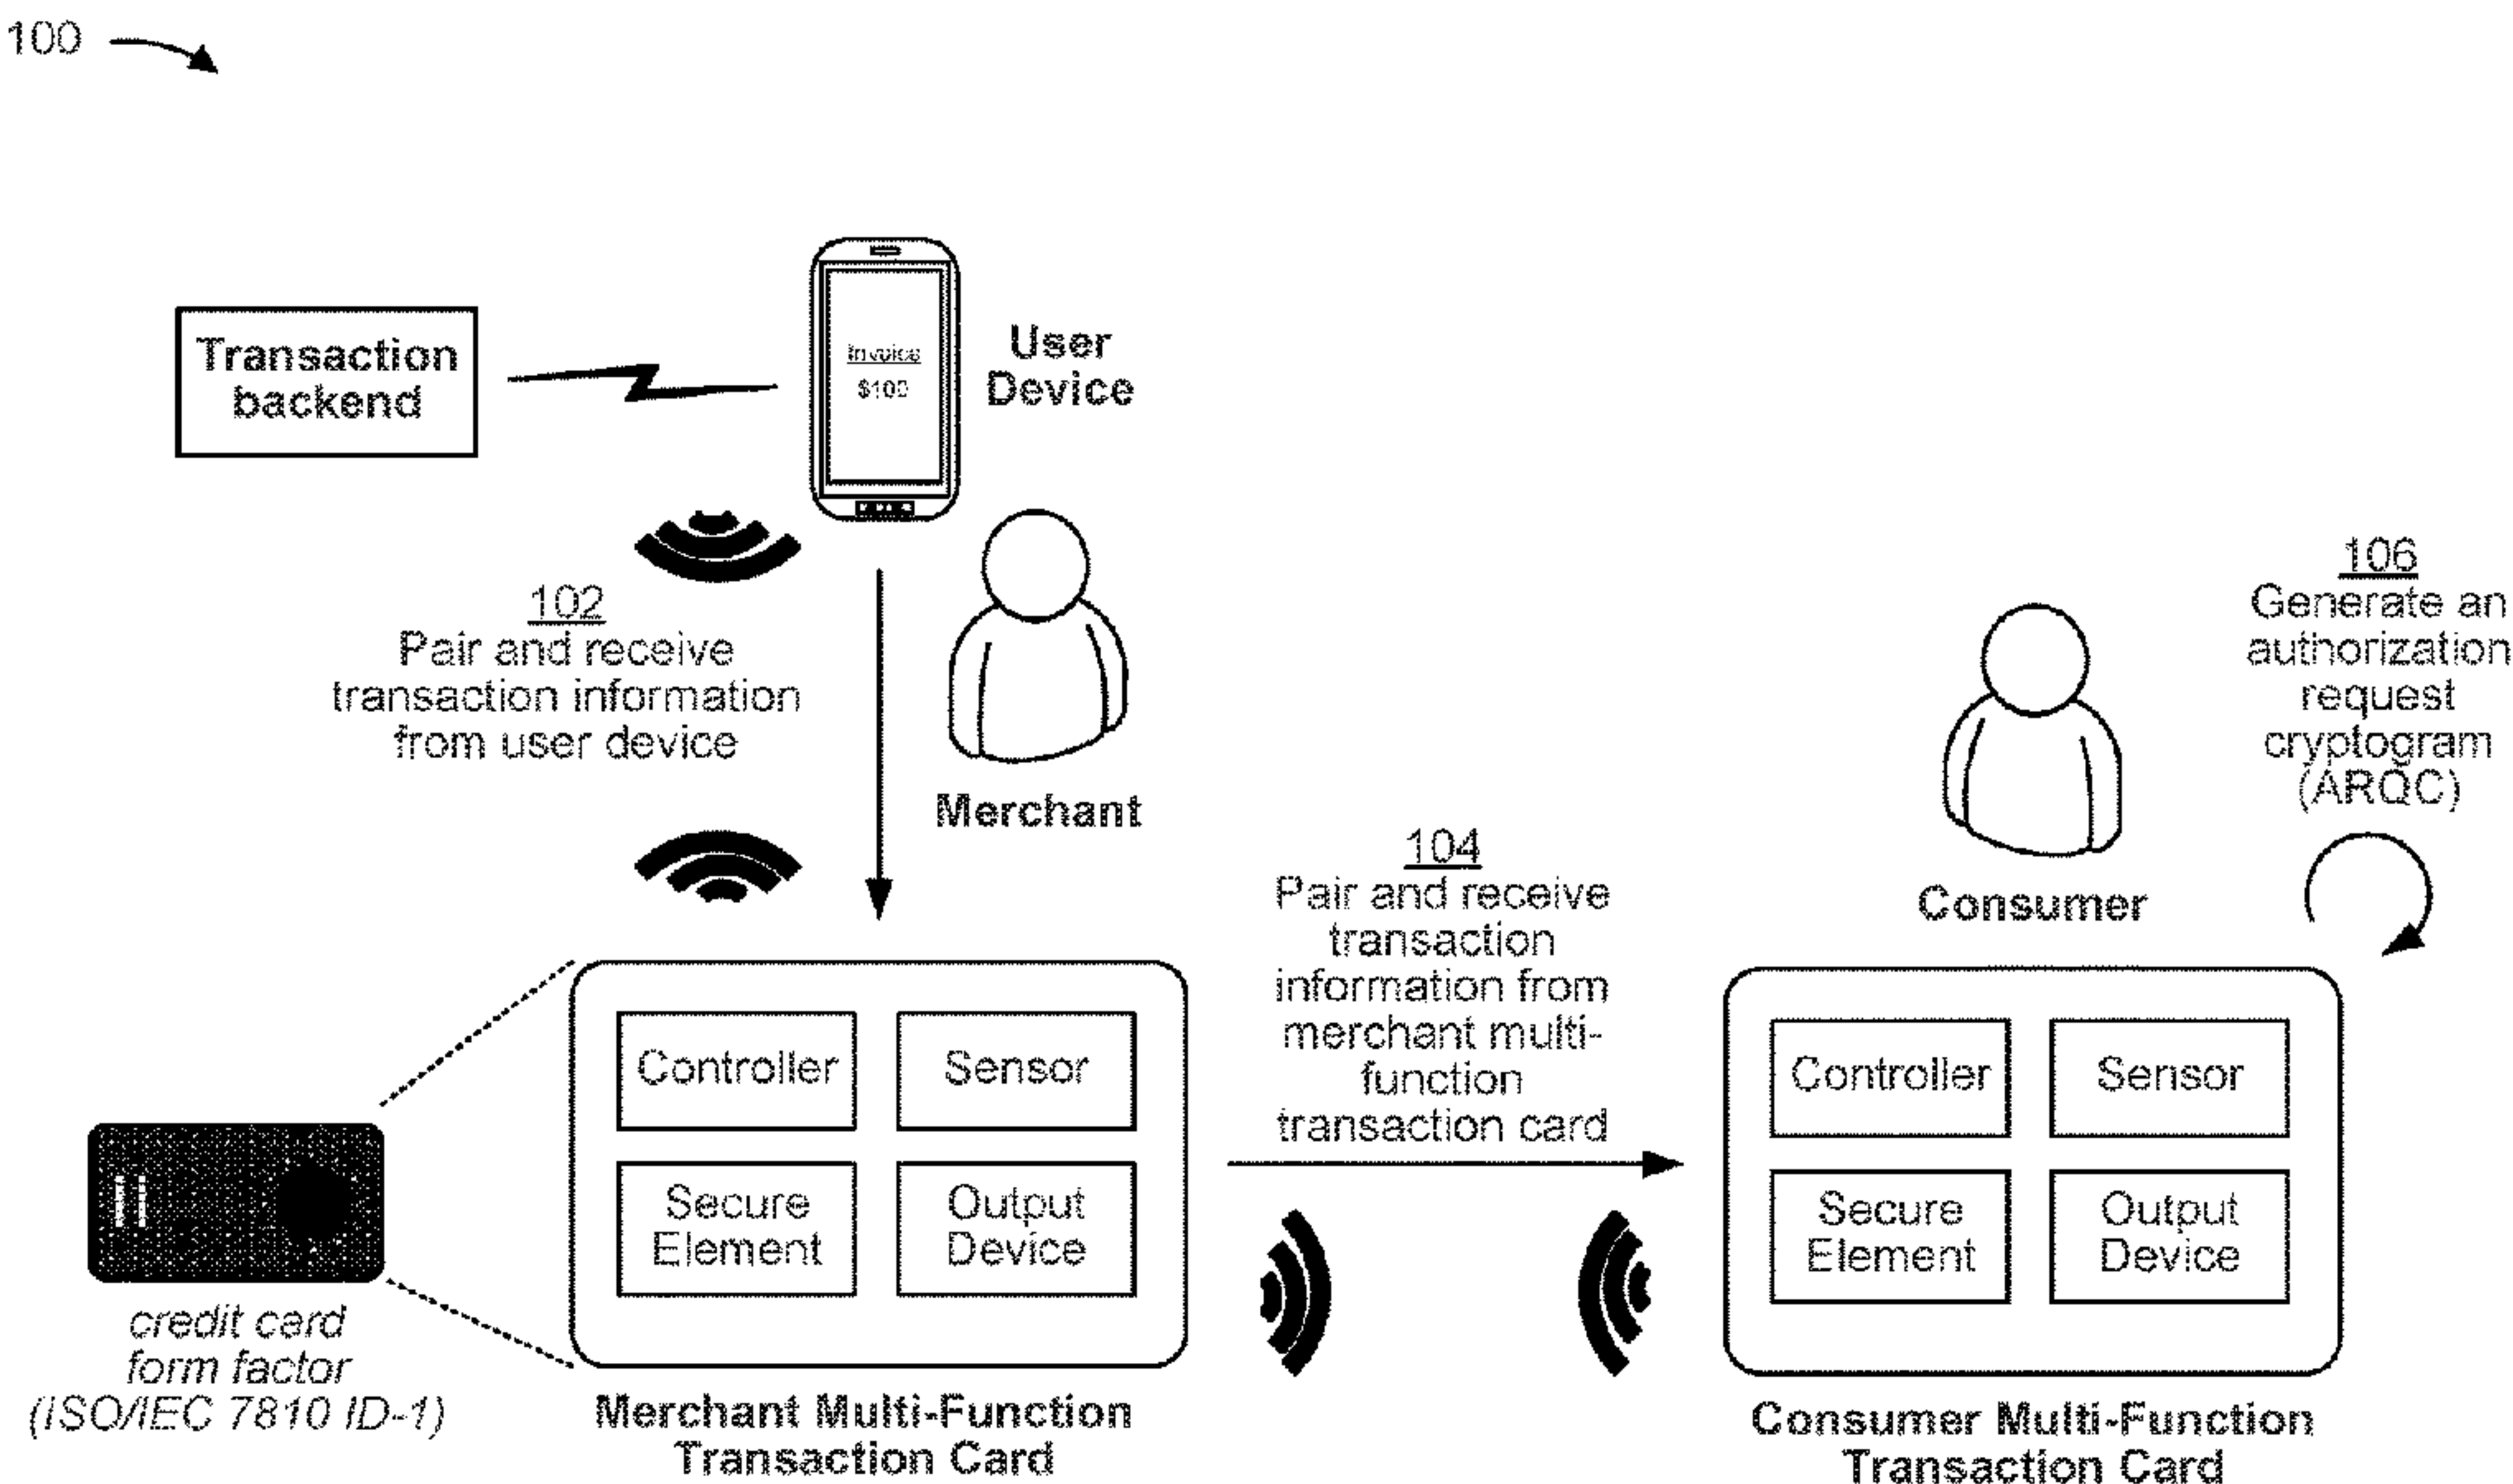 100
Transaction
backend
Invoice
$100
User
Device
102
Pair and receive
transaction information
from user device
Merchant
104
Pair and receive
transaction
information from
merchant multi-
function
transaction card
Consumer
106
Generate an
authorization
request
cryptogram
(ARQC)
credit card
form factor
(ISO/IEC 7810 ID-1)
Controller
Sensor
Secure
Element
Output
Device
Merchant Multi-Function
Transaction Card
Controller
Sensor
Secure
Element
Output
Device
Consumer Multi-Function
Transaction Card